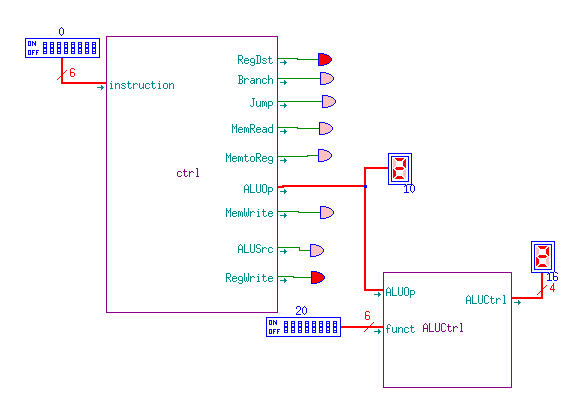 0
ON
OFF
6
instruction
ctrl
RegDst
Branch
Jump
MemRead
MemtoReg
ALUOp
MemWrite
ALUSrc
RegWrite
2
10
2
16
4
20
ON
OFF
6
ALUOp
funct
ALUCtrl
ALUCtrl